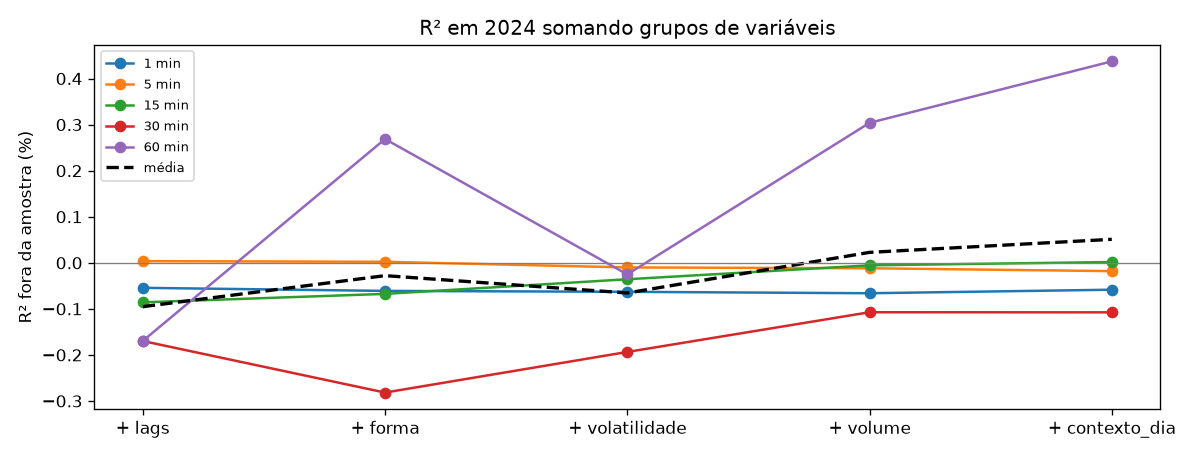 R² em 2024 somando grupos de variáveis
R² fora da amostra (%)
0.4
0.3
0.2
0.1
0.0
−0.1
−0.2
−0.3
1 min
5 min
15 min
30 min
60 min
média
+ lags
+ forma
+ volatilidade
+ volume
+ contexto_dia